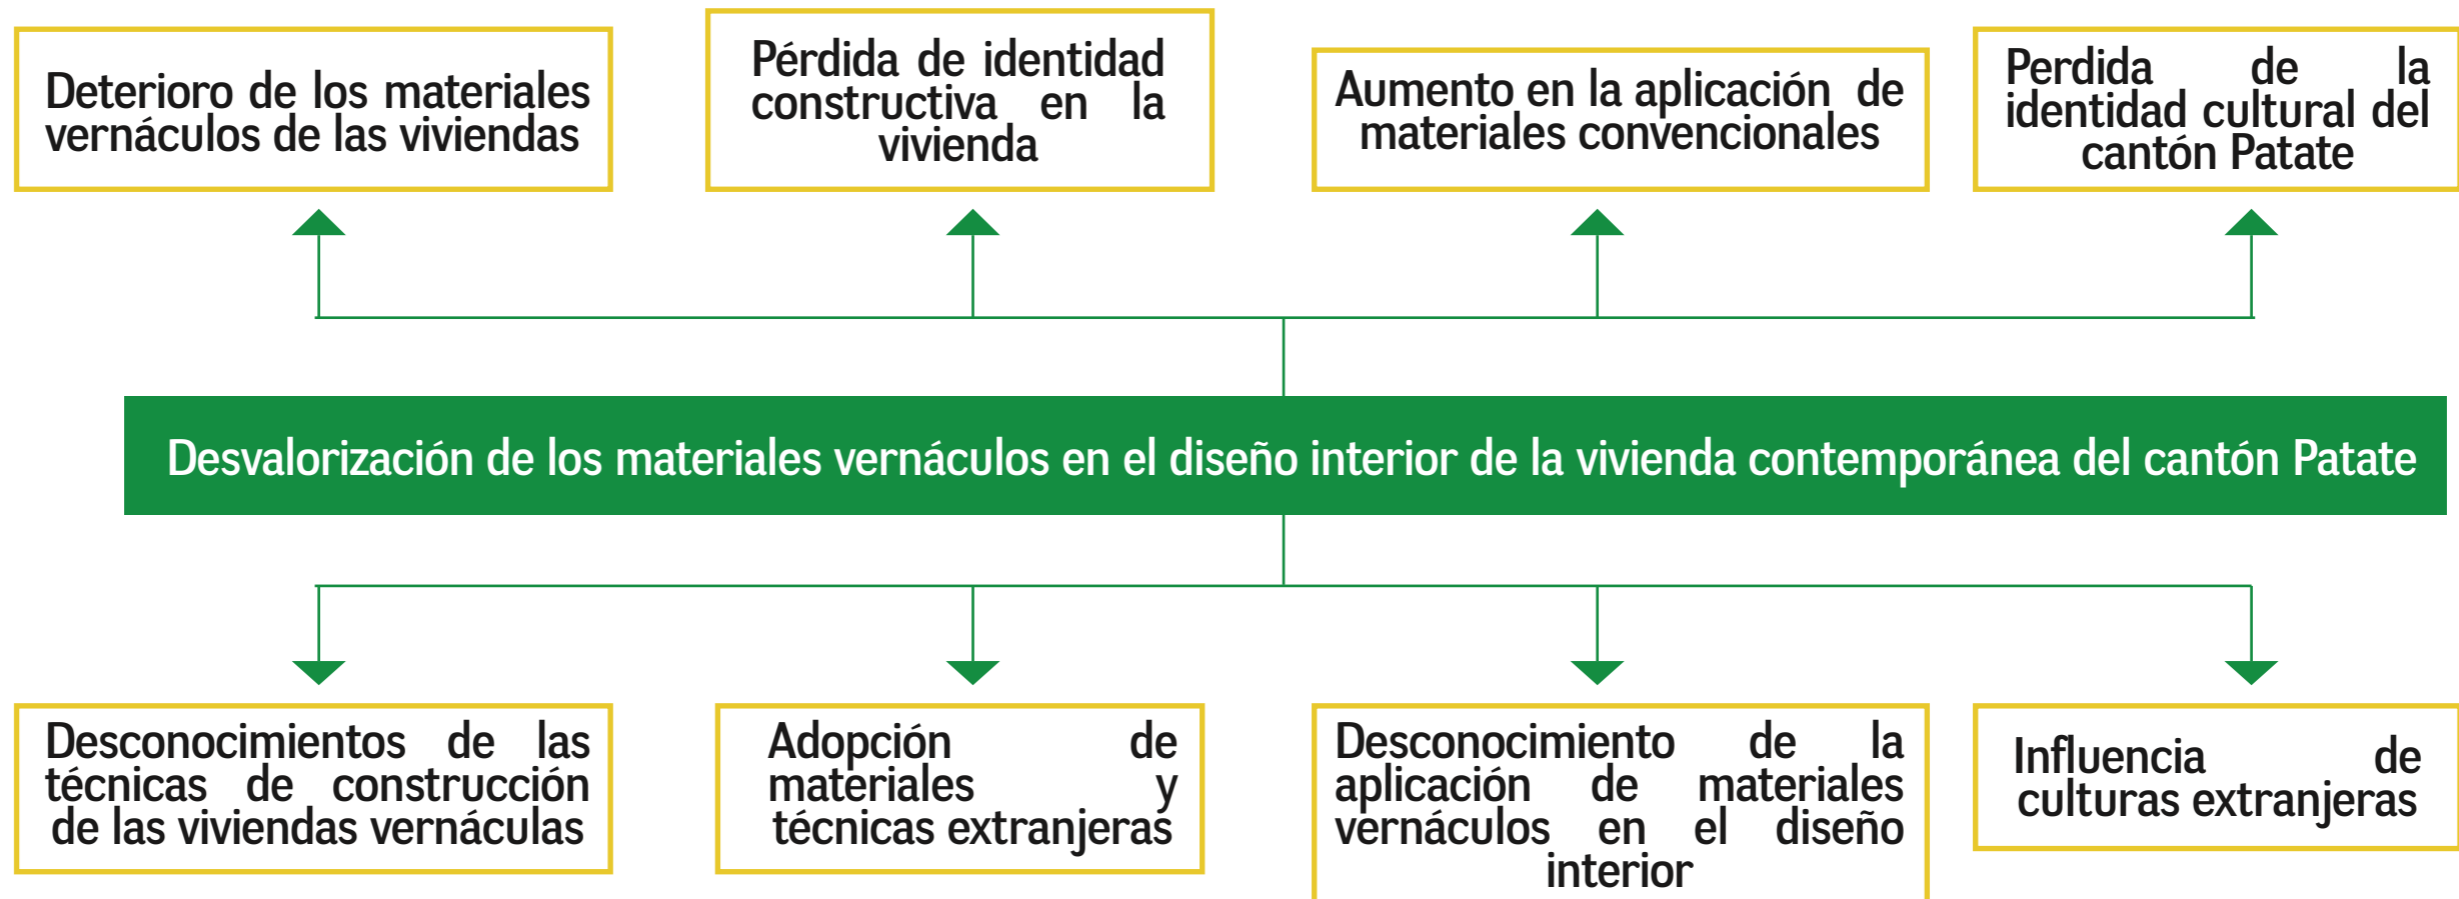 Deterioro de los materiales
vernáculos de las viviendas
Pérdida de identidad
constructiva en la
vivienda
Aumento en la aplicación de
materiales convencionales
Perdida de la
identidad cultural del
cantón Patate
Desvalorización de los materiales vernáculos en el diseño interior de la vivienda contemporánea del cantón Patate
Desconocimientos de las
técnicas de construcción
de las viviendas vernáculas
Adopción de
materiales y
técnicas extranjeras
Desconocimiento de la
aplicación de materiales
vernáculos en el diseño
interior
Influencia de
culturas extranjeras